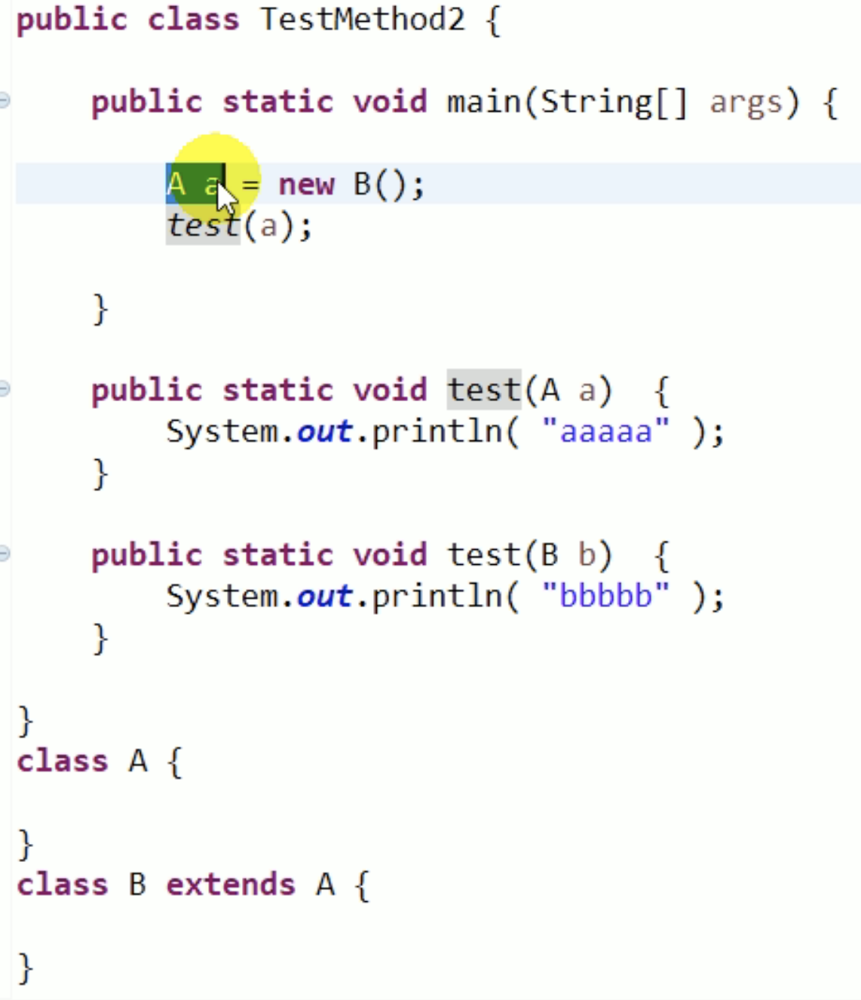 public class TestMethod2 {
public static void main(String[] args) {
A a = new B();
test(a);
}
public static void test(A a)  {
System.out.println( "aaaaa" );
}
public static void test(B b)  {
System.out.println( "bbbbb" );
}
}
class A {
}
class B extends A {
}